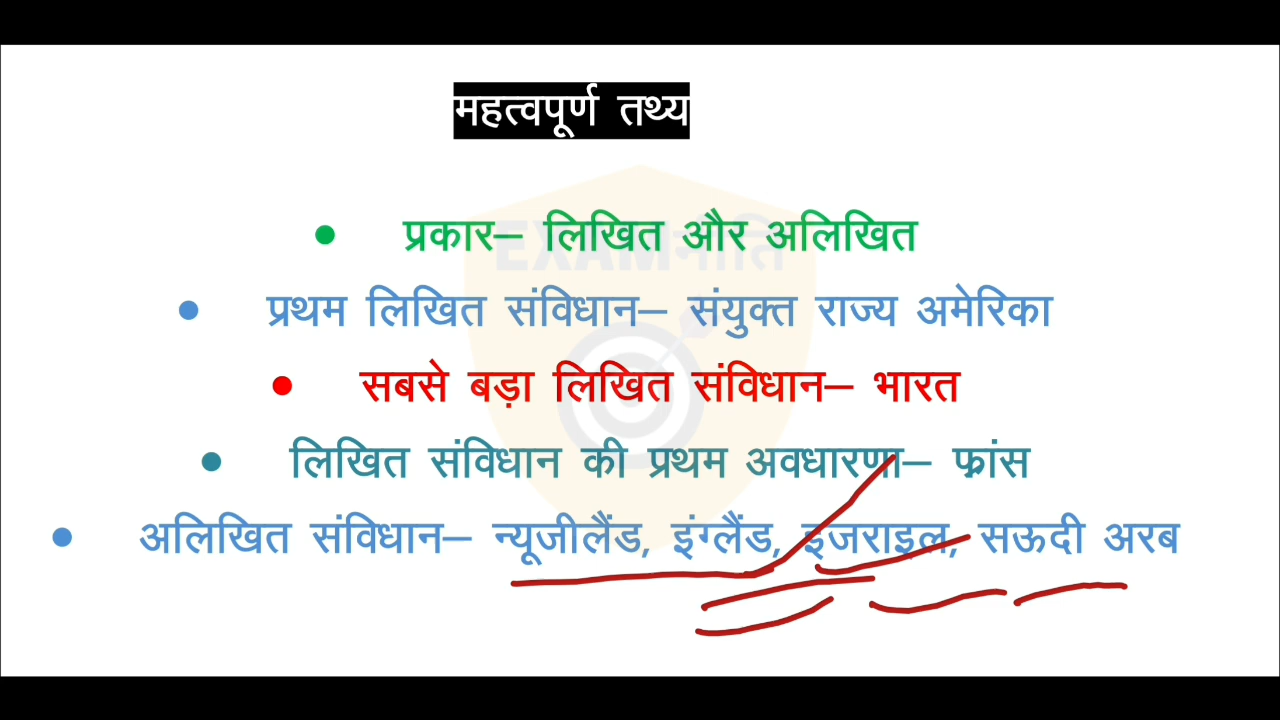 महत्वपूर्ण तथ्य
EXAMनीति
• प्रकार– लिखित और अलिखित
• प्रथम लिखित संविधान– संयुक्त राज्य अमेरिका
• सबसे बड़ा लिखित संविधान– भारत
• लिखित संविधान की प्रथम अवधारणा– फ्रांस
• अलिखित संविधान– न्यूजीलैंड, इंग्लैंड, इजराइल, सऊदी अरब